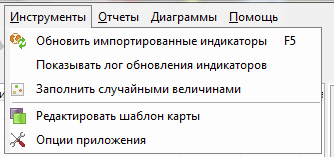 Инструменты Отчеты Диаграммы Помощь
Обновить импортированные индикаторы F5
Показывать лог обновления индикаторов
Заполнить случайными величинами
Редактировать шаблон карты
Опции приложения